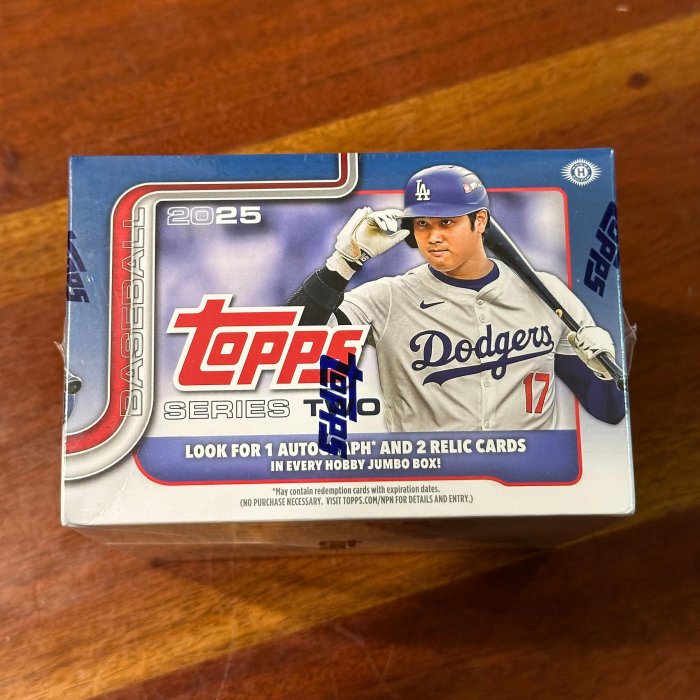 2025
BASEBALL
LA
Topps
SERIES TWO
Topps
Topps
Topps
Dodgers
17
LOOK FOR 1 AUTOGRAPH* AND 2 RELIC CARDS
IN EVERY HOBBY JUMBO BOX!
*May contain redemption cards with expiration dates.
(NO PURCHASE NECESSARY. VISIT TOPPS.COM/NPN FOR DETAILS AND ENTRY.)